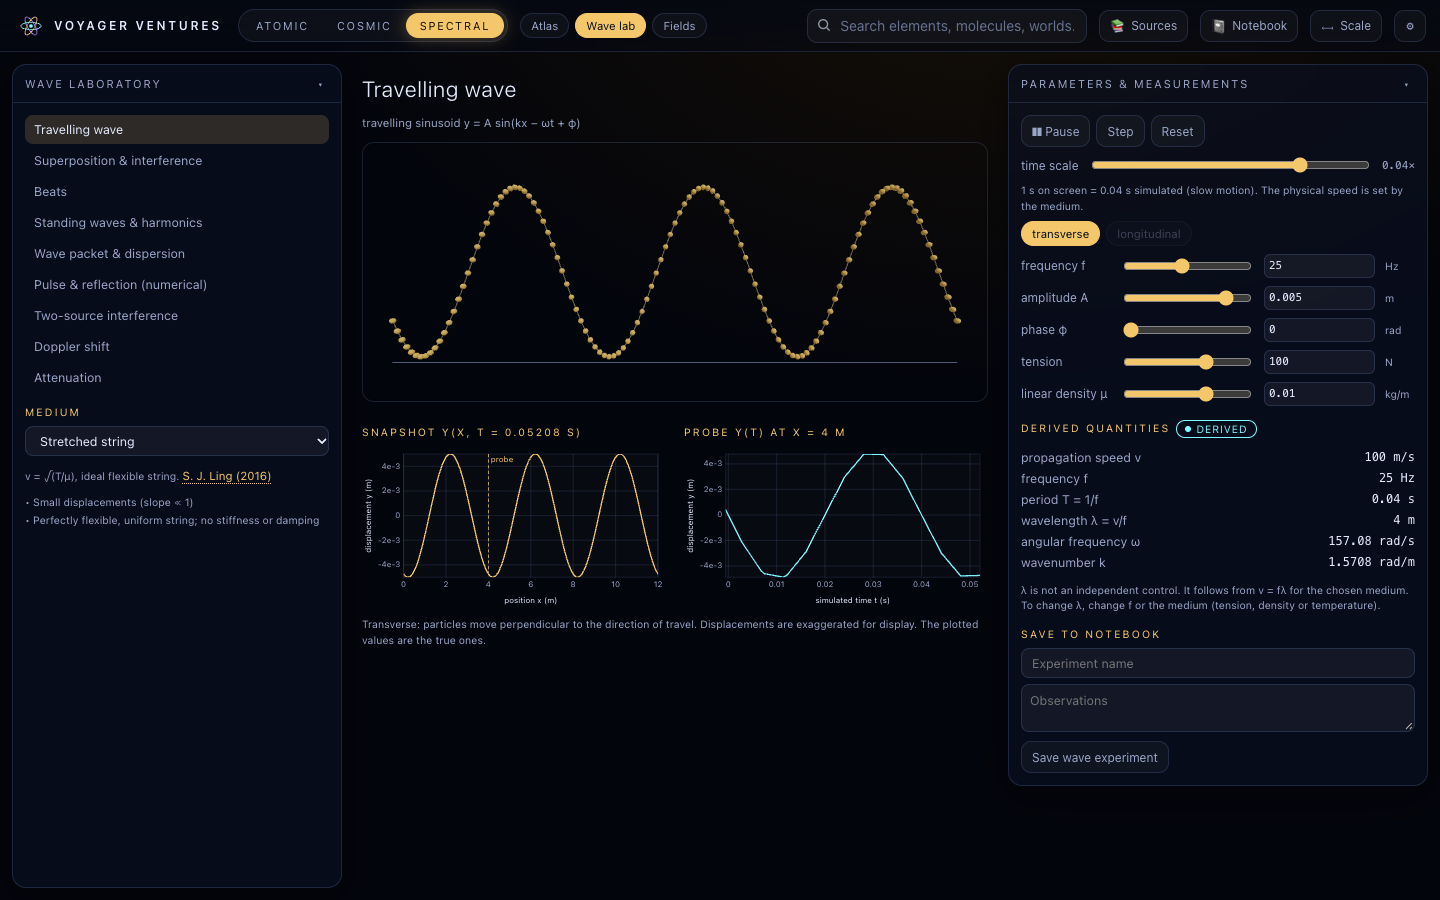 VOYAGER VENTURES
ATOMIC
COSMIC
SPECTRAL
Atlas
Wave lab
Fields
Search elements, molecules, worlds.
Sources
Notebook
Scale
WAVE LABORATORY
Travelling wave
Superposition & interference
Beats
Standing waves & harmonics
Wave packet & dispersion
Pulse & reflection (numerical)
Two-source interference
Doppler shift
Attenuation
MEDIUM
Stretched string
v = √(T/μ), ideal flexible string. S. J. Ling (2016)
• Small displacements (slope ≪ 1)
• Perfectly flexible, uniform string; no stiffness or damping
Travelling wave
travelling sinusoid y = A sin(kx − ωt + ϕ)
SNAPSHOT Y(X, T = 0.05208 S)
probe
4e-3
2e-3
0
-2e-3
-4e-3
displacement y (m)
0 2 4 6 8 10 12
position x (m)
PROBE Y(T) AT X = 4 M
4e-3
2e-3
0
-2e-3
-4e-3
displacement y (m)
0 0.01 0.02 0.03 0.04 0.05
simulated time t (s)
Transverse: particles move perpendicular to the direction of travel. Displacements are exaggerated for display. The plotted
values are the true ones.
PARAMETERS & MEASUREMENTS
Pause
Step
Reset
time scale 0.04×
1 s on screen = 0.04 s simulated (slow motion). The physical speed is set by
the medium.
transverse
longitudinal
frequency f 25 Hz
amplitude A 0.005 m
phase ϕ 0 rad
tension 100 N
linear density μ 0.01 kg/m
DERIVED QUANTITIES DERIVED
propagation speed v 100 m/s
frequency f 25 Hz
period T = 1/f 0.04 s
wavelength λ = v/f 4 m
angular frequency ω 157.08 rad/s
wavenumber k 1.5708 rad/m
λ is not an independent control. It follows from v = fλ for the chosen medium.
To change λ, change f or the medium (tension, density or temperature).
SAVE TO NOTEBOOK
Experiment name
Observations
Save wave experiment